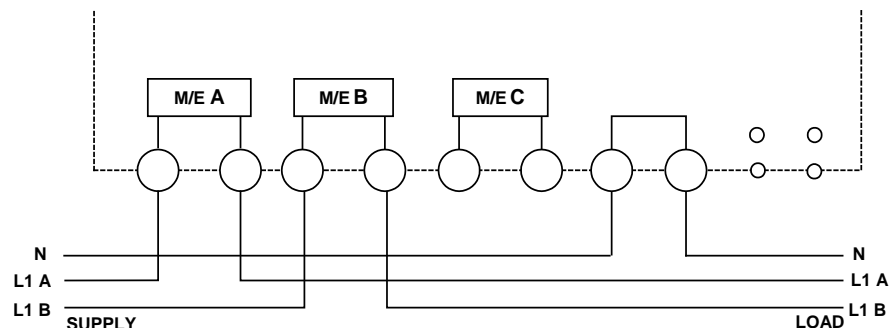 M/E A M/E B M/E C
N N
L1 A L1 A
L1 B L1 B
SUPPLY LOAD